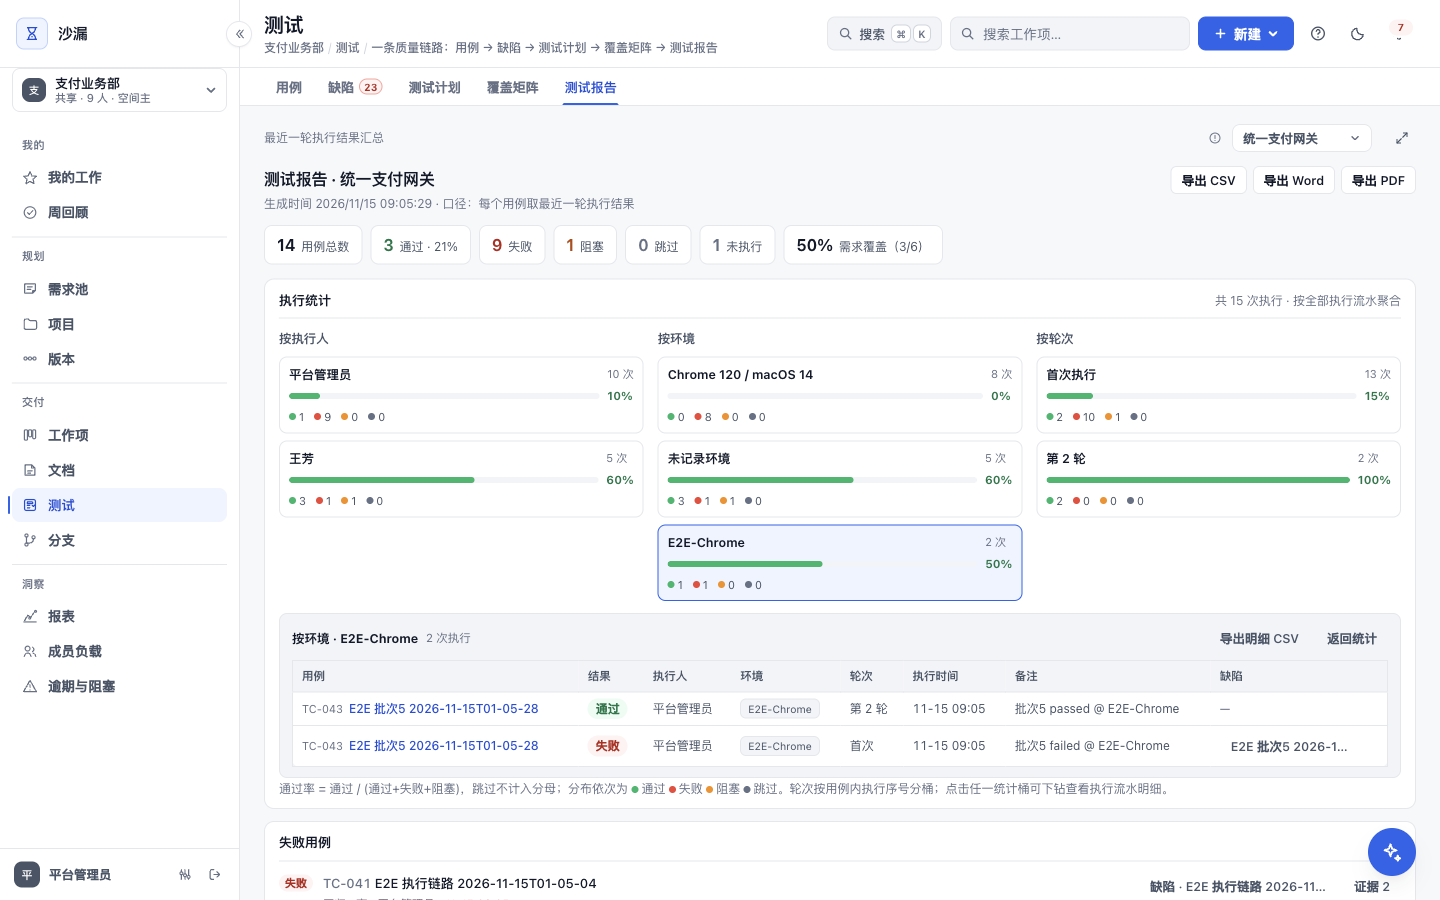 沙漏
测试
支付业务部 / 测试 / 一条质量链路：用例 → 缺陷 → 测试计划 → 覆盖矩阵 → 测试报告
搜索 ⌘ K
搜索工作项...
+ 新建
7
支 支付业务部
共享 · 9 人 · 空间主
用例 缺陷 23 测试计划 覆盖矩阵 测试报告
我的
我的工作
周回顾
规划
需求池
项目
版本
交付
工作项
文档
测试
分支
洞察
报表
成员负载
逾期与阻塞
平 平台管理员
最近一轮执行结果汇总
统一支付网关
测试报告 · 统一支付网关
导出 CSV 导出 Word 导出 PDF
生成时间 2026/11/15 09:05:29 · 口径：每个用例取最近一轮执行结果
14 用例总数 3 通过 · 21% 9 失败 1 阻塞 0 跳过 1 未执行 50% 需求覆盖（3/6）
执行统计 共 15 次执行 · 按全部执行流水聚合
按执行人
平台管理员 10 次
10%
1 9 0 0
王芳 5 次
60%
3 1 1 0
按环境
Chrome 120 / macOS 14 8 次
0%
0 8 0 0
未记录环境 5 次
60%
3 1 1 0
E2E-Chrome 2 次
50%
1 1 0 0
按轮次
首次执行 13 次
15%
2 10 1 0
第 2 轮 2 次
100%
2 0 0 0
按环境 · E2E-Chrome 2 次执行 导出明细 CSV 返回统计
用例 结果 执行人 环境 轮次 执行时间 备注 缺陷
TC-043 E2E 批次5 2026-11-15T01-05-28 通过 平台管理员 E2E-Chrome 第 2 轮 11-15 09:05 批次5 passed @ E2E-Chrome —
TC-043 E2E 批次5 2026-11-15T01-05-28 失败 平台管理员 E2E-Chrome 首次 11-15 09:05 批次5 failed @ E2E-Chrome E2E 批次5 2026-1...
通过率 = 通过 / (通过+失败+阻塞)，跳过不计入分母；分布依次为 ● 通过 ● 失败 ● 阻塞 ● 跳过。轮次按用例内执行序号分桶；点击任一统计桶可下钻查看执行流水明细。
失败用例
失败 TC-041 E2E 执行链路 2026-11-15T01-05-04 缺陷 · E2E 执行链路 2026-11... 证据 2